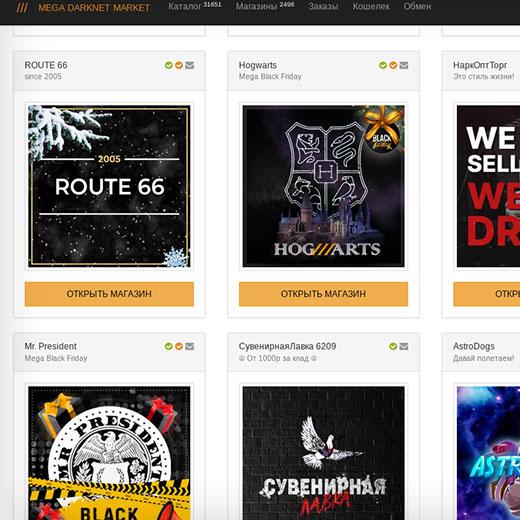 /// MEGA DARKNET MARKET Каталог 31651 Магазины 2498 Заказы Кошелек Обмен
ROUTE 66
since 2005
2005
ROUTE 66
ОТКРЫТЬ МАГАЗИН
Hogwarts
Mega Black Friday
BLACK
H
HOG///ARTS
ОТКРЫТЬ МАГАЗИН
НаркОптТорг
Это стиль жизни!
WE
SELL
WE
DR
ОТКР
Mr. President
Mega Black Friday
MR. PRESIDENT
BLACK
СувенирнаяЛавка 6209
☮ От 1000р за клад ☮
СУВЕНИРНАЯ
ЛАВКА
AstroDogs
Давай полетаем!
ASTR